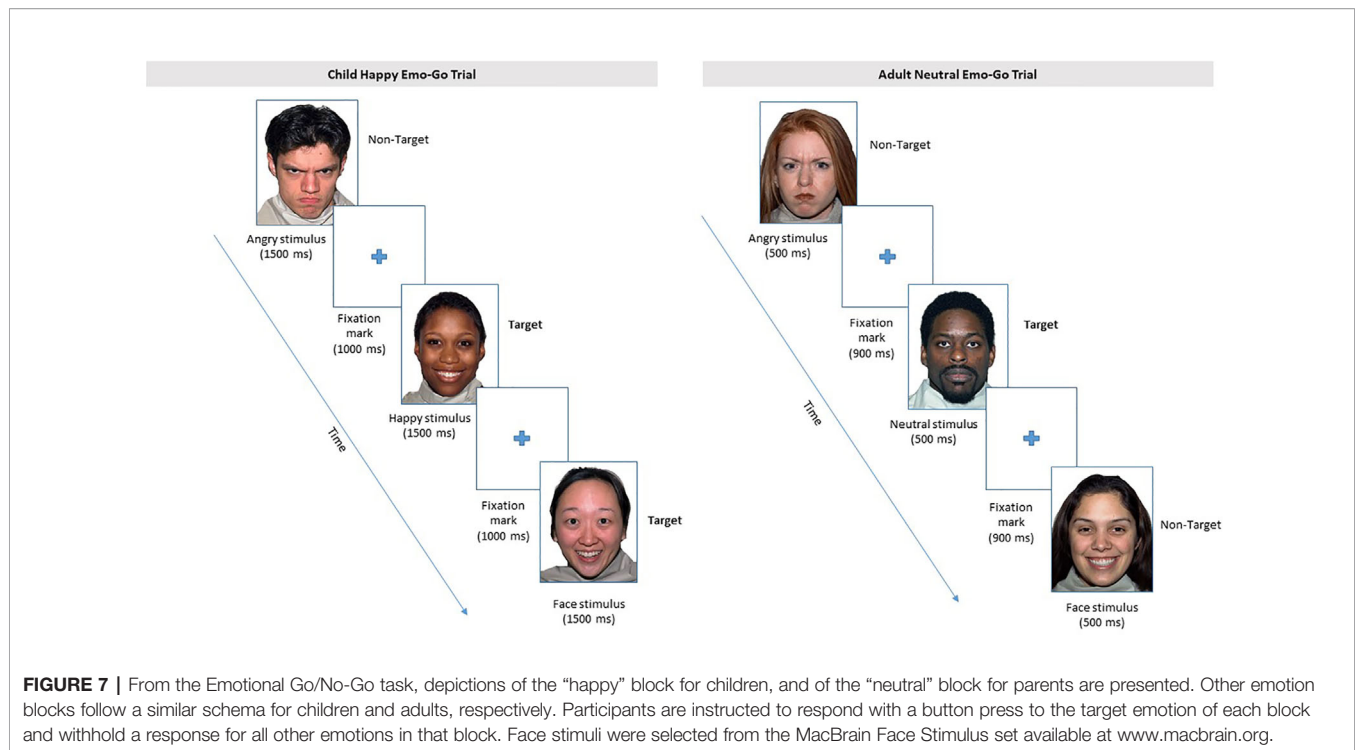 Child Happy Emo-Go Trial
Non-Target
Angry stimulus
(1500 ms)
Fixation
mark
(1000 ms)
Target
Happy stimulus
(1500 ms)
Time
Fixation
mark
(1000 ms)
Target
Face stimulus
(1500 ms)
Adult Neutral Emo-Go Trial
Non-Target
Angry stimulus
(500 ms)
Fixation
mark
(900 ms)
Target
Neutral stimulus
(500 ms)
Time
Fixation
mark
(900 ms)
Non-Target
Face stimulus
(500 ms)
FIGURE 7 | From the Emotional Go/No-Go task, depictions of the “happy” block for children, and of the “neutral” block for parents are presented. Other emotion
blocks follow a similar schema for children and adults, respectively. Participants are instructed to respond with a button press to the target emotion of each block
and withhold a response for all other emotions in that block. Face stimuli were selected from the MacBrain Face Stimulus set available at www.macbrain.org.